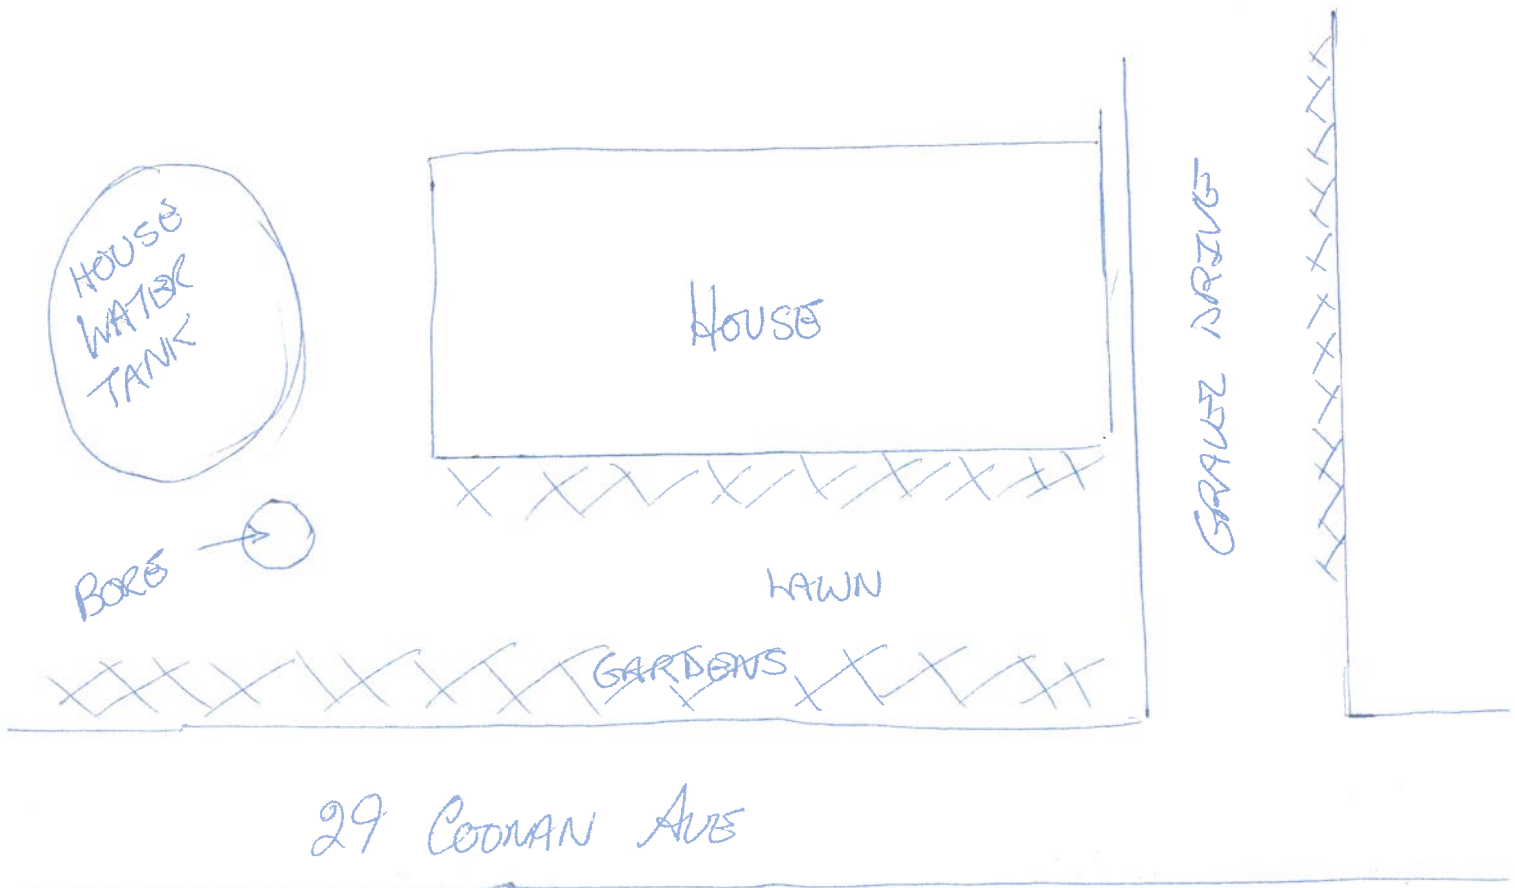 HOUSE
WATER
TANK
HOUSE
GRAVEL DRIVE
BORE
LAWN
GARDENS
29 COONAN AVE